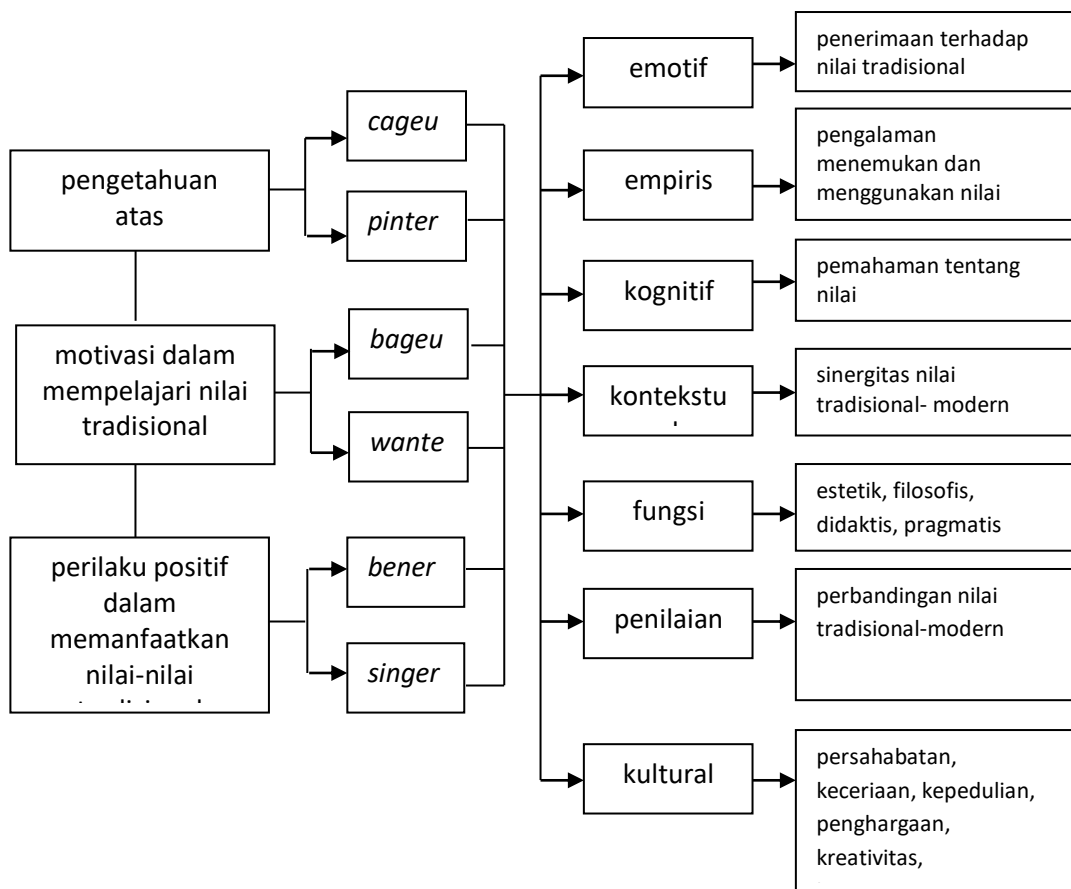 pengetahuan
atas
motivasi dalam
mempelajari nilai
tradisional
perilaku positif
dalam
memanfaatkan
nilai-nilai
cageu
pinter
bageu
wante
bener
singer
emotif
empiris
kognitif
kontekstu
fungsi
penilaian
kultural
penerimaan terhadap
nilai tradisional
pengalaman
menemukan dan
menggunakan nilai
pemahaman tentang
nilai
sinergitas nilai
tradisional- modern
estetik, filosofis,
didaktis, pragmatis
perbandingan nilai
tradisional-modern
persahabatan,
keceriaan, kepedulian,
penghargaan,
kreativitas,